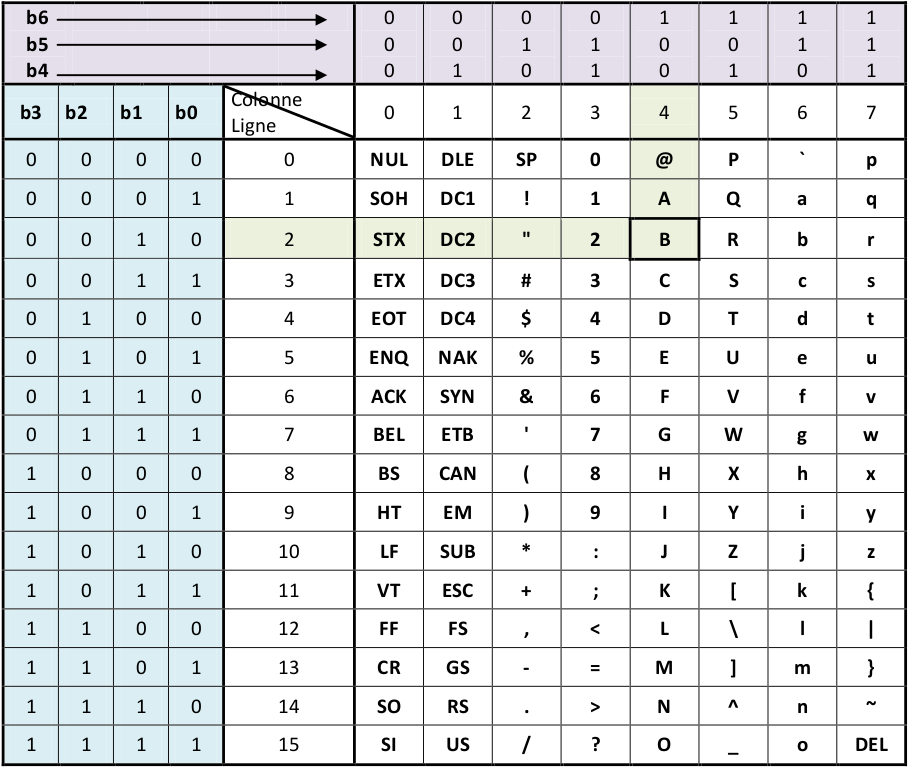 b6 0 0 0 0 1 1 1 1
b5 0 0 1 1 0 0 1 1
b4 0 1 0 1 0 1 0 1
b3 b2 b1 b0 Colonne Ligne 0 1 2 3 4 5 6 7
0 0 0 0 0 NUL DLE SP 0 @ P ` p
0 0 0 1 1 SOH DC1 ! 1 A Q a q
0 0 1 0 2 STX DC2 " 2 B R b r
0 0 1 1 3 ETX DC3 # 3 C S c s
0 1 0 0 4 EOT DC4 $ 4 D T d t
0 1 0 1 5 ENQ NAK % 5 E U e u
0 1 1 0 6 ACK SYN & 6 F V f v
0 1 1 1 7 BEL ETB ' 7 G W g w
1 0 0 0 8 BS CAN ( 8 H X h x
1 0 0 1 9 HT EM ) 9 I Y i y
1 0 1 0 10 LF SUB * : J Z j z
1 0 1 1 11 VT ESC + ; K [ k {
1 1 0 0 12 FF FS , < L \ l |
1 1 0 1 13 CR GS - = M ] m }
1 1 1 0 14 SO RS . > N ^ n ~
1 1 1 1 15 SI US / ? O _ o DEL